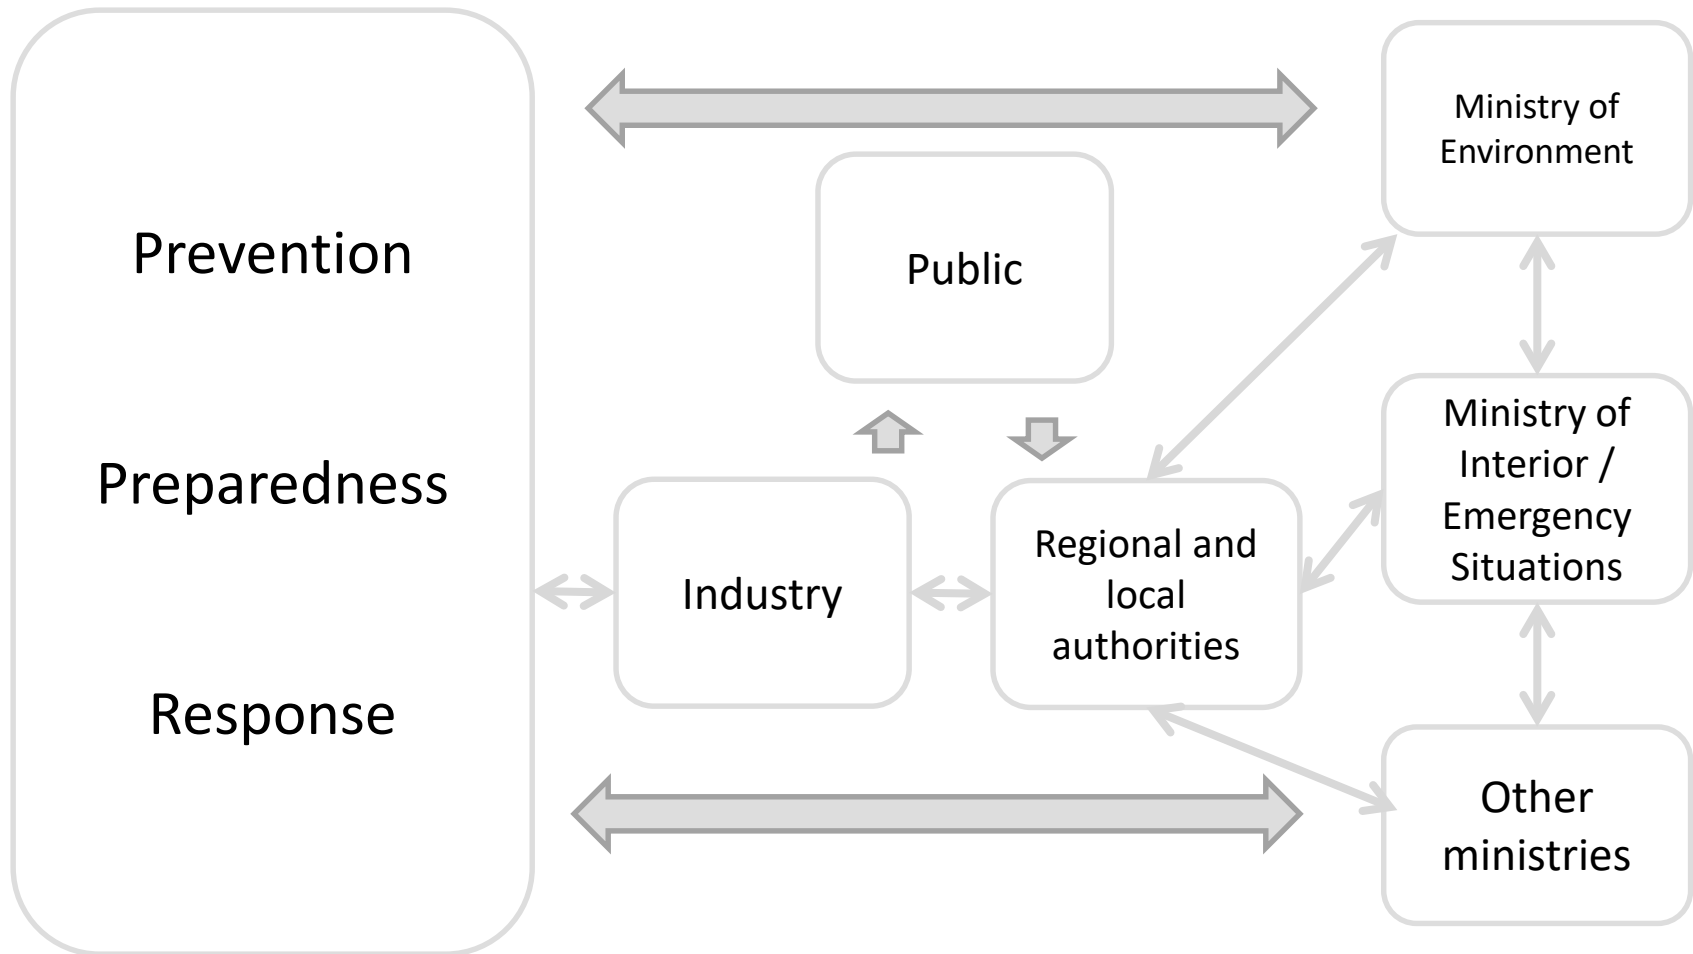 Prevention
Preparedness
Response
Public
Industry
Regional and
local
authorities
Ministry of
Environment
Ministry of
Interior /
Emergency
Situations
Other
ministries